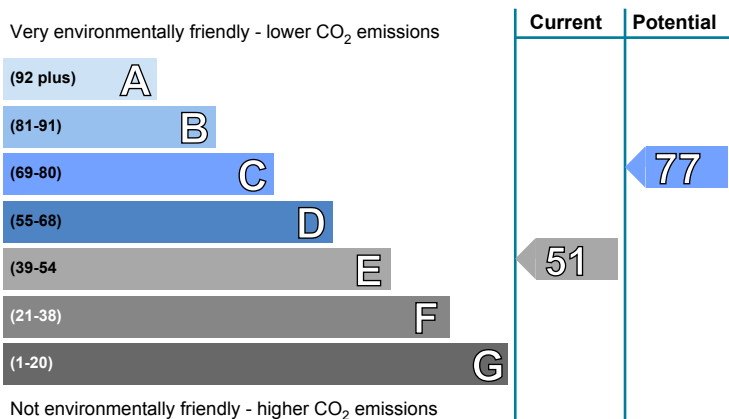 Current Potential
Very environmentally friendly - lower CO2 emissions
(92 plus) A
(81-91) B
(69-80) C
77
(55-68) D
(39-54 E
51
(21-38) F
(1-20) G
Not environmentally friendly - higher CO2 emissions